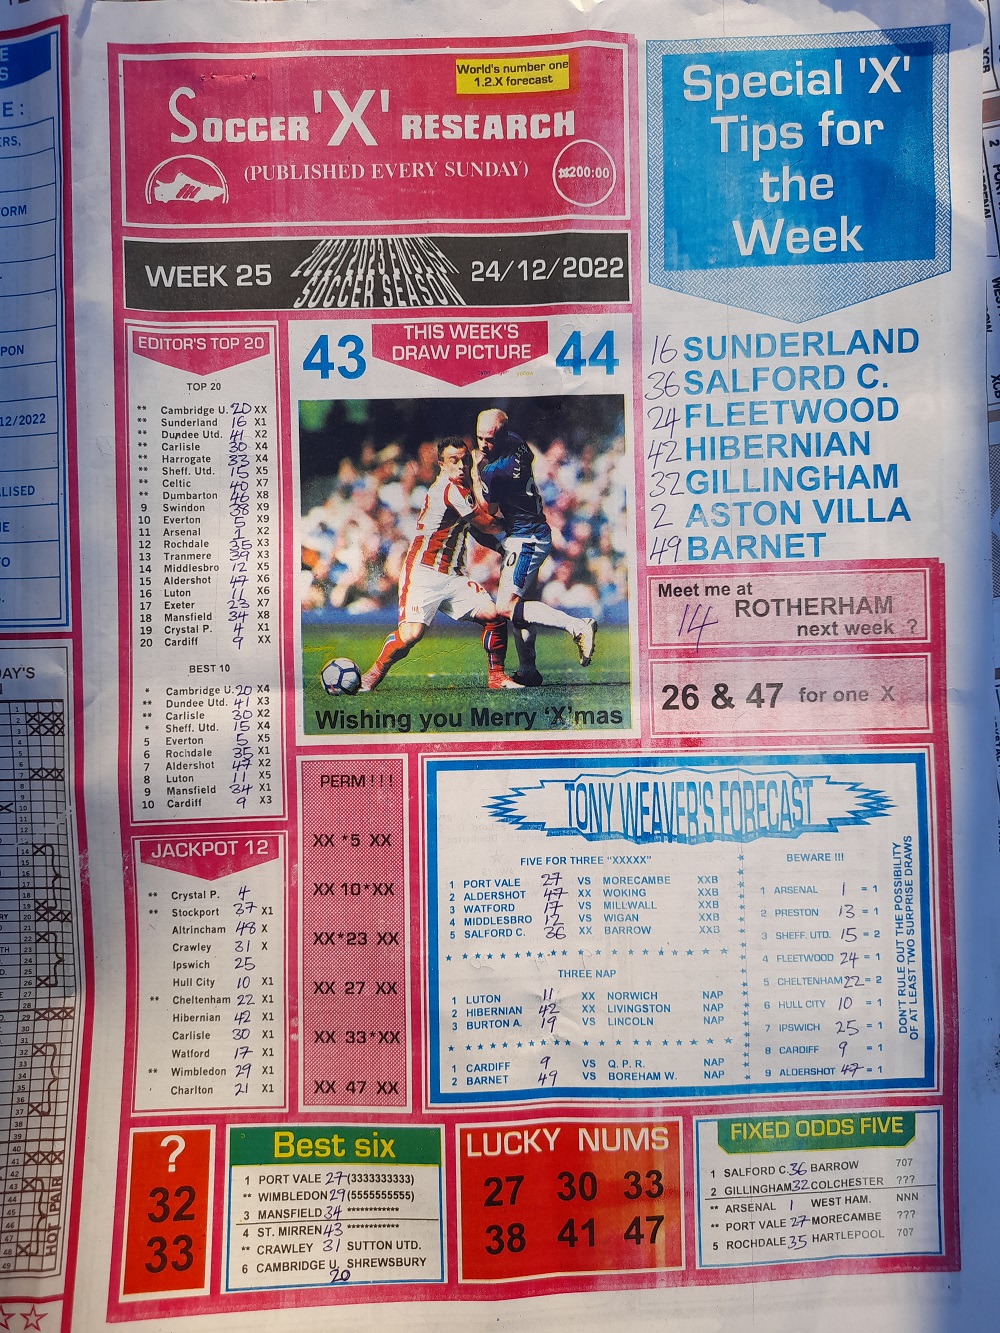 World's number one
1.2.X forecast
SOCCER 'X' RESEARCH
(PUBLISHED EVERY SUNDAY)
₦200:00
WEEK 25
2022/2023 ENGLISH
SOCCER SEASON
24/12/2022
Special 'X'
Tips for
the
Week
16 SUNDERLAND
36 SALFORD C.
24 FLEETWOOD
42 HIBERNIAN
32 GILLINGHAM
2 ASTON VILLA
49 BARNET
Meet me at
14 ROTHERHAM
next week ?
26 & 47 for one X
EDITOR'S TOP 20
TOP 20
** Cambridge U. 20 XX
** Sunderland 16 X1
** Dundee Utd. 41 X2
** Carlisle 30 X4
** Harrogate 33 X4
** Sheff. Utd. 15 X5
** Celtic 40 X7
** Dumbarton 46 X8
9 Swindon 38 X9
10 Everton 5 X9
11 Arsenal 1 X2
12 Rochdale 35 X3
13 Tranmere 39 X3
14 Middlesbro 12 X5
15 Aldershot 47 X6
16 Luton 11 X6
17 Exeter 23 X7
18 Mansfield 34 X8
19 Crystal P. 4 X1
20 Cardiff 9 XX
BEST 10
* Cambridge U. 20 X4
** Dundee Utd. 41 X3
** Carlisle 30 X2
* Sheff. Utd. 15 X4
5 Everton 5 X5
6 Rochdale 35 X1
7 Aldershot 47 X2
8 Luton 11 X5
9 Mansfield 34 X1
10 Cardiff 9 X3
43
THIS WEEK'S
DRAW PICTURE
44
Wishing you Merry 'X'mas
JACKPOT 12
** Crystal P. 4
** Stockport 37 X1
Altrincham 48 X
Crawley 31 X
Ipswich 25
Hull City 10 X1
** Cheltenham 22 X1
Hibernian 42 X1
Carlisle 30 X1
Watford 17 X1
** Wimbledon 29 X1
Charlton 21 X1
PERM !!!
XX *5 XX
XX 10*XX
XX*23 XX
XX 27 XX
XX 33*XX
XX 47 XX
TONY WEAVER'S FORECAST
FIVE FOR THREE "XXXXX"
1 PORT VALE 27 VS MORECAMBE XXB
2 ALDERSHOT 47 XX WOKING XXB
3 WATFORD 17 VS MILLWALL XXB
4 MIDDLESBRO 12 VS WIGAN XXB
5 SALFORD C. 36 XX BARROW XXB
THREE NAP
1 LUTON 11 XX NORWICH NAP
2 HIBERNIAN 42 XX LIVINGSTON NAP
3 BURTON A. 19 VS LINCOLN NAP
1 CARDIFF 9 VS Q.P.R. NAP
2 BARNET 49 VS BOREHAM W. NAP
BEWARE !!!
1 ARSENAL 1 = 1
2 PRESTON 13 = 1
3 SHEFF. UTD. 15 = 2
4 FLEETWOOD 24 = 1
5 CHELTENHAM 22 = 2
6 HULL CITY 10 = 1
7 IPSWICH 25 = 1
8 CARDIFF 9 = 1
9 ALDERSHOT 47 = 1
DON'T RULE OUT THE POSSIBILITY
OF AT LEAST TWO SURPRISE DRAWS
?
32
33
Best six
1 PORT VALE 27 (3333333333)
** WIMBLEDON 29 (5555555555)
3 MANSFIELD 34 ************
4 ST. MIRREN 43 ************
** CRAWLEY 31 SUTTON UTD.
6 CAMBRIDGE U. 20 SHREWSBURY
LUCKY NUMS
27 30 33
38 41 47
FIXED ODDS FIVE
1 SALFORD C. 36 BARROW 707
2 GILLINGHAM 32 COLCHESTER ???
** ARSENAL 1 WEST HAM. NNN
** PORT VALE 27 MORECAMBE ???
5 ROCHDALE 35 HARTLEPOOL 707
HOT PAIR